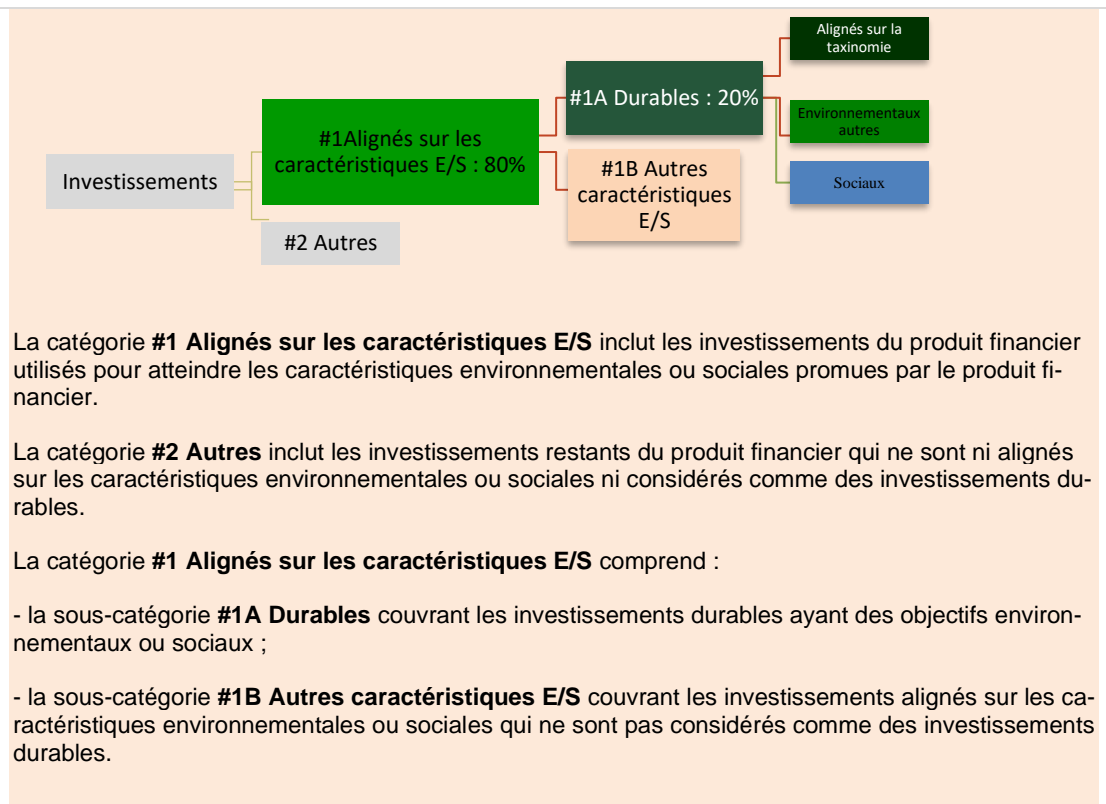 Alignés sur la
taxinomie
#1A Durables : 20%
#1Alignés sur les
caractéristiques E/S : 80%
Environnementaux
autres
Investissements
#1B Autres
caractéristiques
E/S
Sociaux
#2 Autres
La catégorie #1 Alignés sur les caractéristiques E/S inclut les investissements du produit financier
utilisés pour atteindre les caractéristiques environnementales ou sociales promues par le produit fi-
nancier.
La catégorie #2 Autres inclut les investissements restants du produit financier qui ne sont ni alignés
sur les caractéristiques environnementales ou sociales ni considérés comme des investissements du-
rables.
La catégorie #1 Alignés sur les caractéristiques E/S comprend :
- la sous-catégorie #1A Durables couvrant les investissements durables ayant des objectifs environ-
nementaux ou sociaux ;
- la sous-catégorie #1B Autres caractéristiques E/S couvrant les investissements alignés sur les ca-
ractéristiques environnementales ou sociales qui ne sont pas considérés comme des investissements
durables.